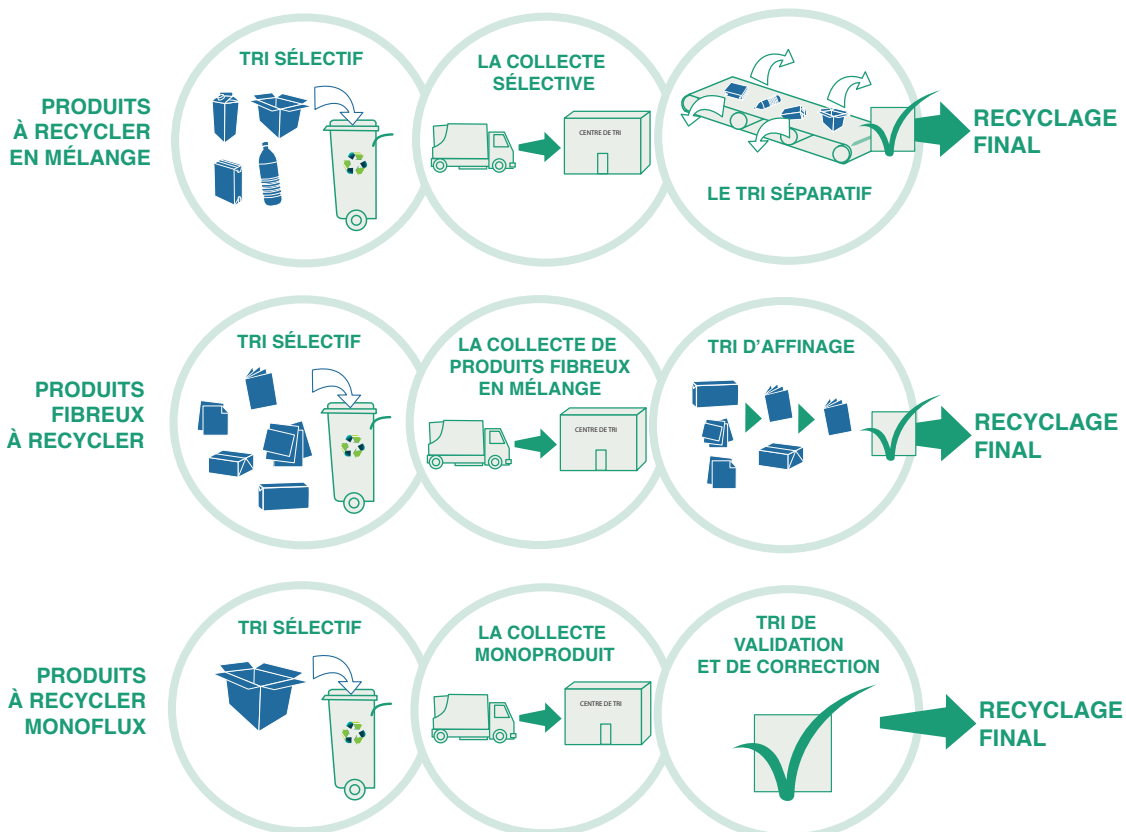 PRODUITS
À RECYCLER
EN MÉLANGE
TRI SÉLECTIF
LA COLLECTE
SÉLECTIVE
CENTRE DE TRI
LE TRI SÉPARATIF
RECYCLAGE
FINAL
PRODUITS
FIBREUX
À RECYCLER
TRI SÉLECTIF
LA COLLECTE DE
PRODUITS FIBREUX
EN MÉLANGE
CENTRE DE TRI
TRI D’AFFINAGE
RECYCLAGE
FINAL
PRODUITS
À RECYCLER
MONOFLUX
TRI SÉLECTIF
LA COLLECTE
MONOPRODUIT
CENTRE DE TRI
TRI DE
VALIDATION
ET DE CORRECTION
RECYCLAGE
FINAL